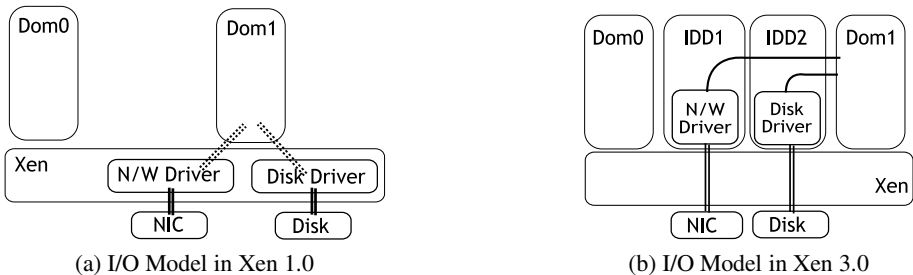 Dom0
Dom1
Xen
N/W Driver
Disk Driver
NIC
Disk
(a) I/O Model in Xen 1.0
Dom0
IDD1
IDD2
Dom1
N/W
Driver
Disk
Driver
Xen
NIC
Disk
(b) I/O Model in Xen 3.0